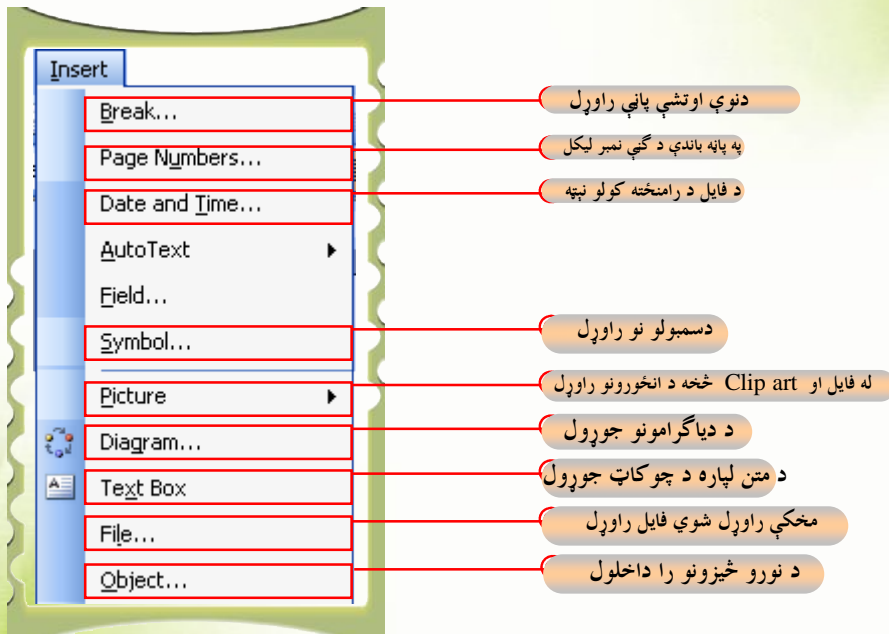 Insert
Break...
دنوې اوتشې پاڼې راوړل
Page Numbers...
په پاڼه باندې د گڼې نمبر ليکل
Date and Time...
د فايل د رامنځته کولو نېټه
AutoText
Field...
Symbol...
دسمبولو نو راوړل
Picture
له فايل او Clip art څخه د انځورونو راوړل
Diagram...
د دياگرامونو جوړول
Text Box
د متن لپاره د چوکاټ جوړول
File...
مخکې راوړل شوي فايل راوړل
Object...
د نورو څيزونو را داخلول